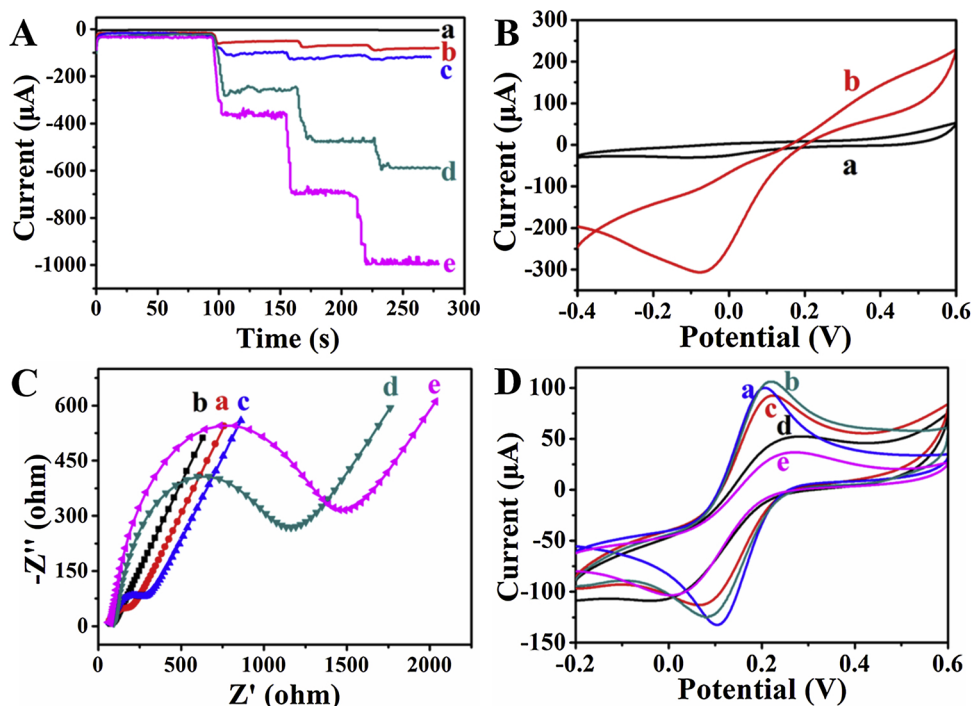 A
0
-200
-400
-600
-800
-1000
Current (µA)
0 50 100 150 200 250 300
Time (s)
a
b
c
d
e
B
300
200
100
0
-100
-200
-300
Current (µA)
-0.4 -0.2 0.0 0.2 0.4 0.6
Potential (V)
b
a
C
600
450
300
150
0
-Z'' (ohm)
0 500 1000 1500 2000
Z' (ohm)
b a c d e
D
100
50
0
-50
-100
-150
Current (µA)
-0.2 0.0 0.2 0.4 0.6
Potential (V)
a b
c
d
e